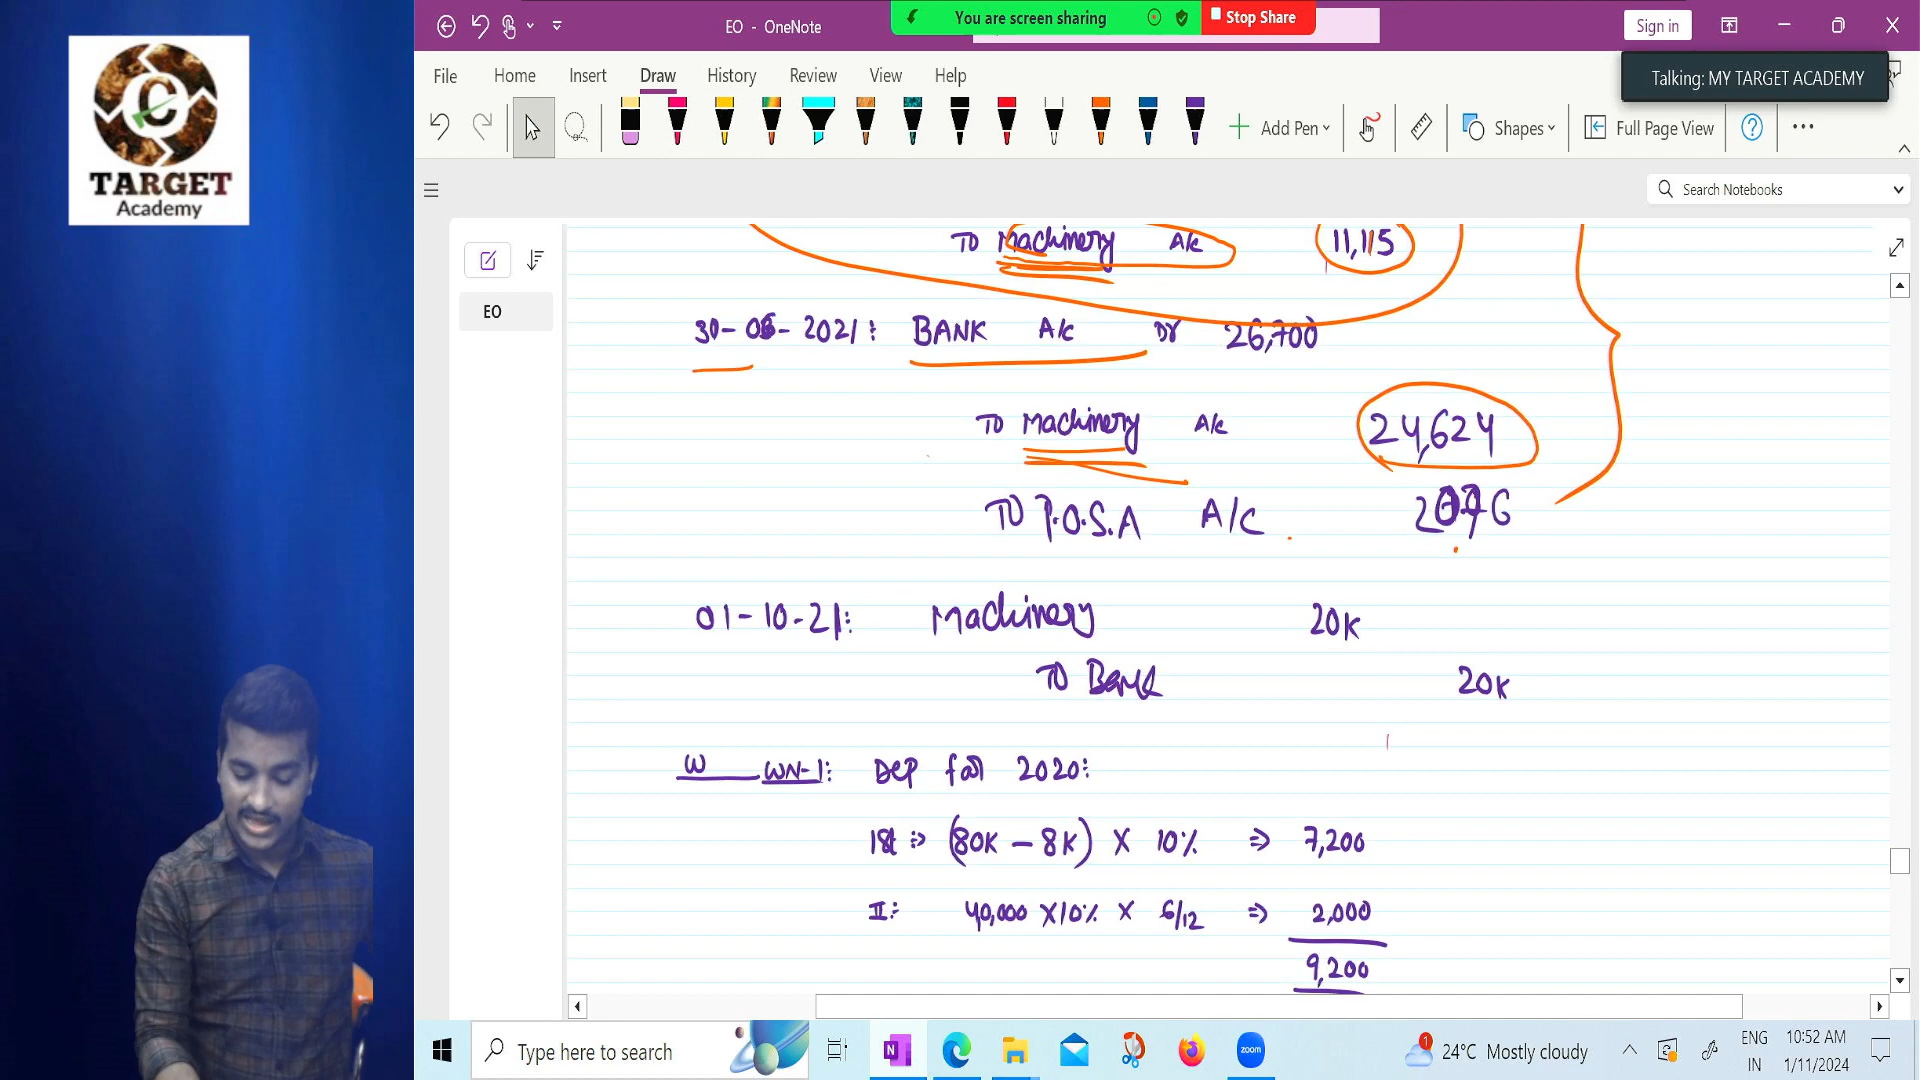 TARGET
Academy
EO - OneNote
You are screen sharing
Stop Share
Sign in
Talking: MY TARGET ACADEMY
File Home Insert Draw History Review View Help
Add Pen
Shapes
Full Page View
Search Notebooks
EO
To Machinery A/c 11,115
30-06-2021: BANK A/c Dr 26,700
To Machinery A/c 24,624
To P.O.S.A A/c 2076
01-10-21: Machinery 20K
To Bank 20K
W WN-1: Dep for 2020:
1st (80K - 8K) X 10% ⇒ 7,200
II: 40,000 X10% X 6/12 ⇒ 2,000
9,200
Type here to search
N
zoom
1
24°C Mostly cloudy
ENG
IN
10:52 AM
1/11/2024